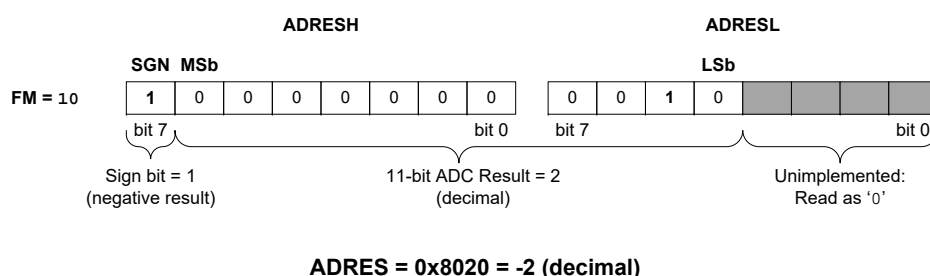 ADRESH ADRESL
SGN MSb LSb
FM = 10 1 0 0 0 0 0 0 0 0 0 1 0
bit 7 bit 0 bit 7 bit 0
Sign bit = 1 11-bit ADC Result = 2 Unimplemented:
(negative result) (decimal) Read as ‘0’
ADRES = 0x8020 = -2 (decimal)